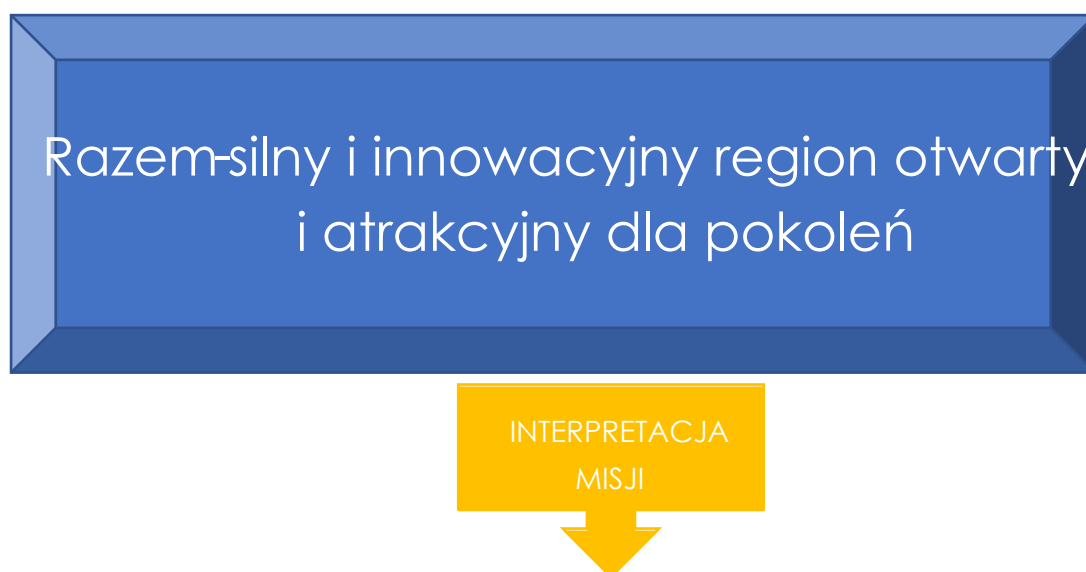 Razem-silny i innowacyjny region otwarty
i atrakcyjny dla pokoleń
INTERPRETACJA
MISJI